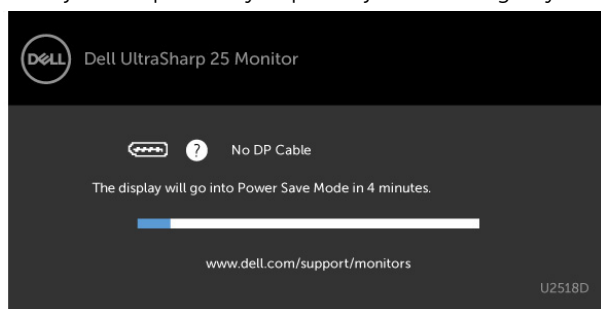 DELL
Dell UltraSharp 25 Monitor
? No DP Cable
The display will go into Power Save Mode in 4 minutes.
www.dell.com/support/monitors
U2518D